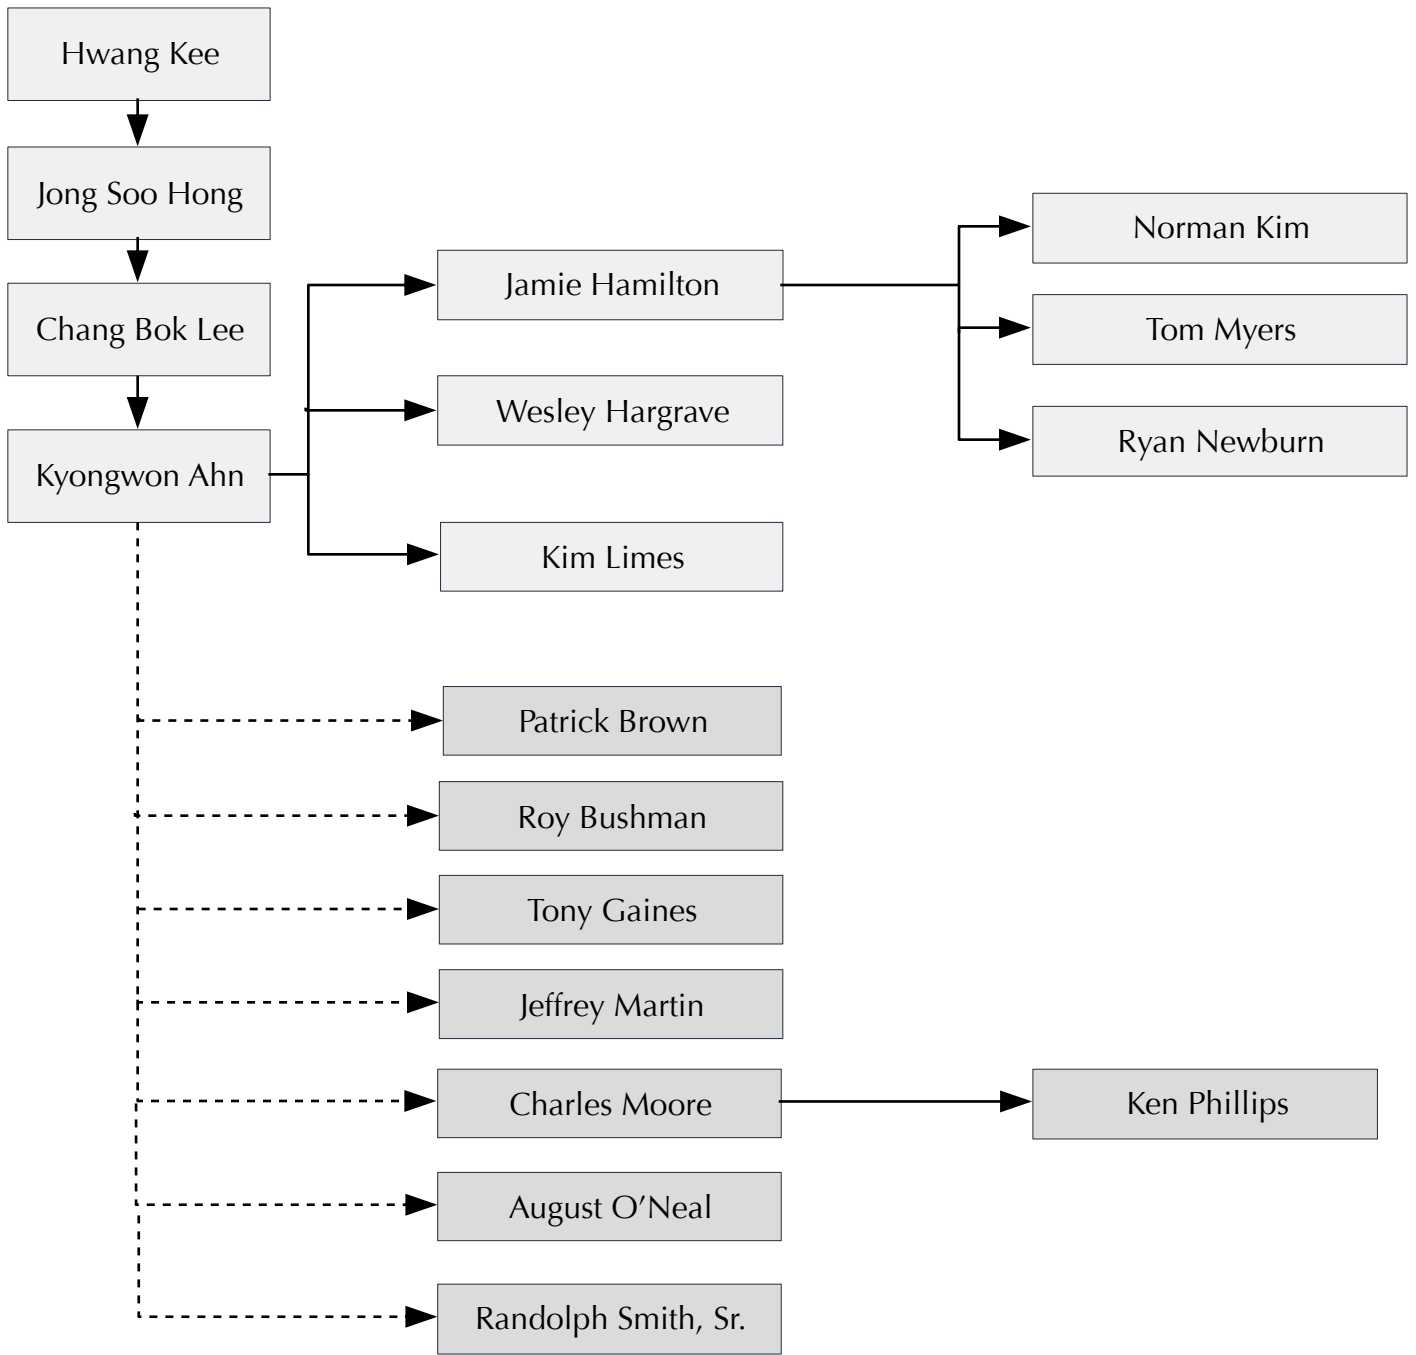 Hwang Kee
Jong Soo Hong
Chang Bok Lee
Kyongwon Ahn
Jamie Hamilton
Wesley Hargrave
Kim Limes
Norman Kim
Tom Myers
Ryan Newburn
Patrick Brown
Roy Bushman
Tony Gaines
Jeffrey Martin
Charles Moore
Ken Phillips
August O’Neal
Randolph Smith, Sr.